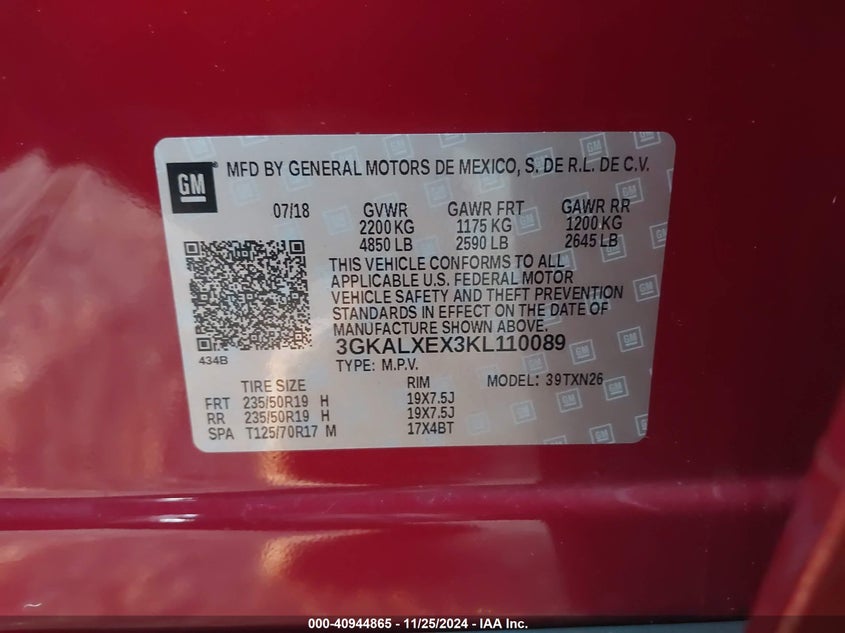 GM
MFD BY GENERAL MOTORS DE MEXICO, S. DE R.L. DE C.V.
07/18 GVWR GAWR FRT GAWR RR
2200 KG 1175 KG 1200 KG
4850 LB 2590 LB 2645 LB
THIS VEHICLE CONFORMS TO ALL
APPLICABLE U.S. FEDERAL MOTOR
VEHICLE SAFETY AND THEFT PREVENTION
STANDARDS IN EFFECT ON THE DATE OF
MANUFACTURE SHOWN ABOVE.
434B
3GKALXEX3KL110089
TYPE: M.P.V.
TIRE SIZE RIM MODEL: 39TXN26
FRT 235/50R19 H 19X7.5J
RR 235/50R19 H 19X7.5J
SPA T125/70R17 M 17X4BT
000-40944865 - 11/25/2024 - IAA Inc.